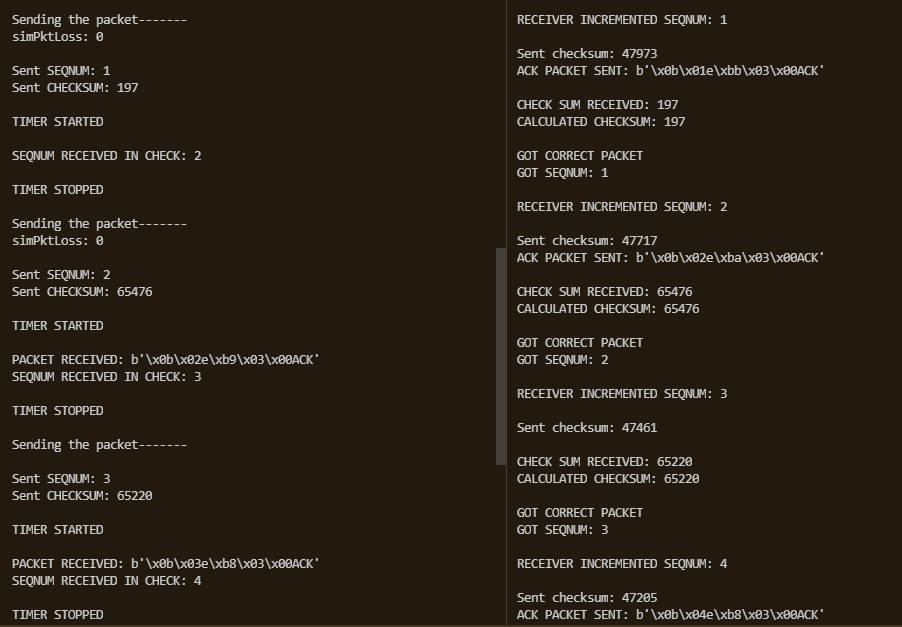 Sending the packet-------
simPktLoss: 0
Sent SEQNUM: 1
Sent CHECKSUM: 197
TIMER STARTED
SEQNUM RECEIVED IN CHECK: 2
TIMER STOPPED
Sending the packet-------
simPktLoss: 0
Sent SEQNUM: 2
Sent CHECKSUM: 65476
TIMER STARTED
PACKET RECEIVED: b'\x0b\x02e\xb9\x03\x00ACK'
SEQNUM RECEIVED IN CHECK: 3
TIMER STOPPED
Sending the packet-------
Sent SEQNUM: 3
Sent CHECKSUM: 65220
TIMER STARTED
PACKET RECEIVED: b'\x0b\x03e\xb8\x03\x00ACK'
SEQNUM RECEIVED IN CHECK: 4
TIMER STOPPED
RECEIVER INCREMENTED SEQNUM: 1
Sent checksum: 47973
ACK PACKET SENT: b'\x0b\x01e\xbb\x03\x00ACK'
CHECK SUM RECEIVED: 197
CALCULATED CHECKSUM: 197
GOT CORRECT PACKET
GOT SEQNUM: 1
RECEIVER INCREMENTED SEQNUM: 2
Sent checksum: 47717
ACK PACKET SENT: b'\x0b\x02e\xba\x03\x00ACK'
CHECK SUM RECEIVED: 65476
CALCULATED CHECKSUM: 65476
GOT CORRECT PACKET
GOT SEQNUM: 2
RECEIVER INCREMENTED SEQNUM: 3
Sent checksum: 47461
CHECK SUM RECEIVED: 65220
CALCULATED CHECKSUM: 65220
GOT CORRECT PACKET
GOT SEQNUM: 3
RECEIVER INCREMENTED SEQNUM: 4
Sent checksum: 47205
ACK PACKET SENT: b'\x0b\x04e\xb8\x03\x00ACK'